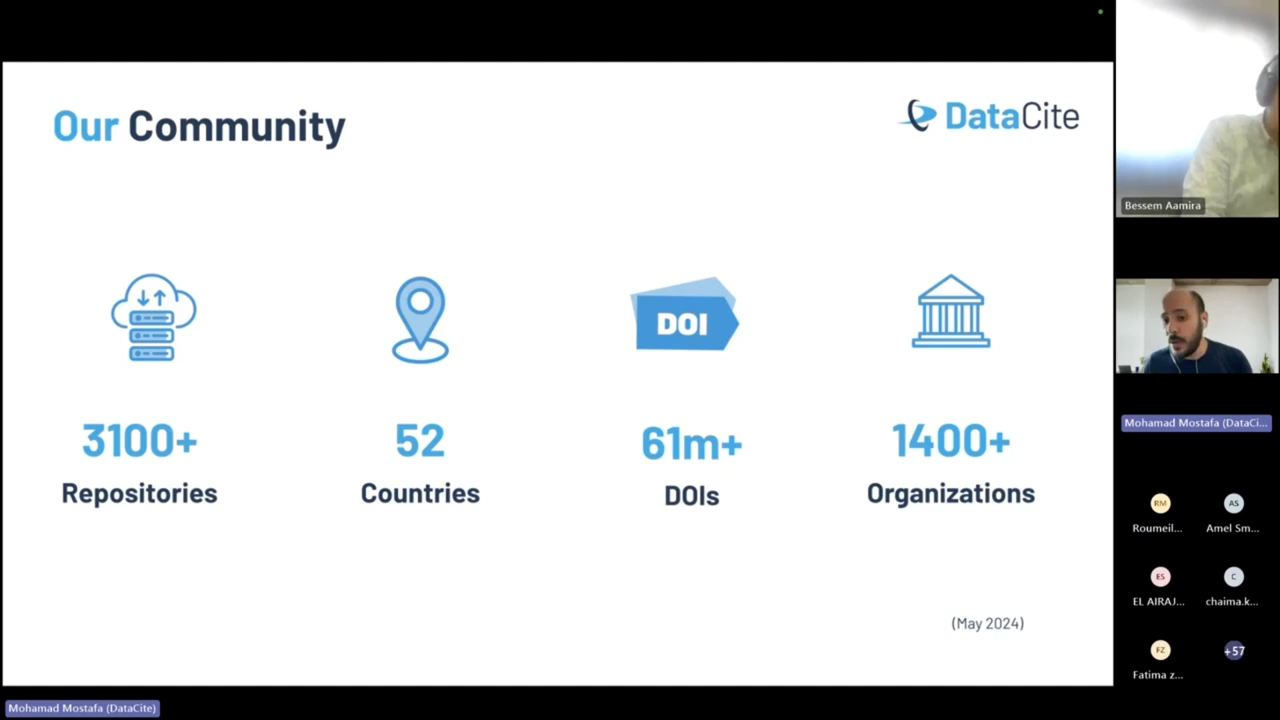 Our Community
DataCite
DOI
3100+
52
61m+
1400+
Repositories
Countries
DOIs
Organizations
(May 2024)
Bessem Aamira
Mohamad Mostafa (DataCi...
RM
AS
Roumeil...
Amel Sm...
ES
C
EL AIRAJ...
chaima.k...
FZ
+57
Fatima z...
Mohamad Mostafa (DataCite)